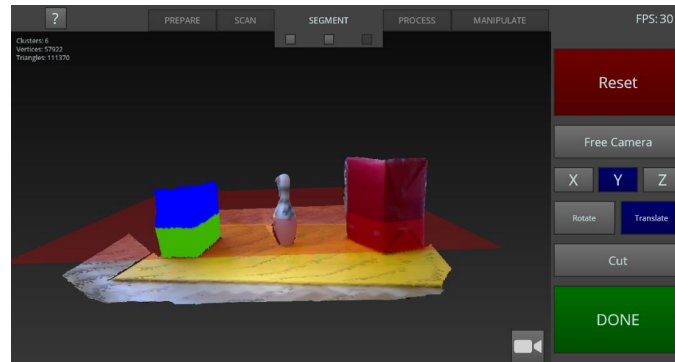 ?
PREPARE
SCAN
SEGMENT
PROCESS
MANIPULATE
FPS: 30
Clusters: 6
Vertices: 57922
Triangles: 111370
Reset
Free Camera
X Y Z
Rotate Translate
Cut
DONE